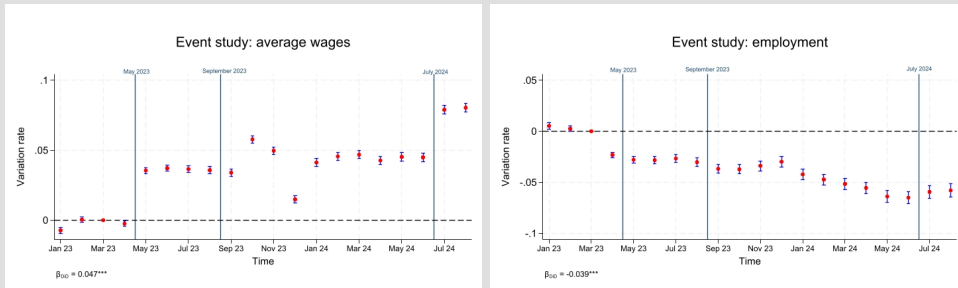 Event study: average wages
May 2023
September 2023
July 2024
.1
.05
0
Variation rate
Jan 23
Mar 23
May 23
Jul 23
Sep 23
Nov 23
Jan 24
Mar 24
May 24
Jul 24
Time
βDiD = 0.047***
Event study: employment
May 2023
September 2023
July 2024
.05
0
-.05
-.1
Variation rate
Jan 23
Mar 23
May 23
Jul 23
Sep 23
Nov 23
Jan 24
Mar 24
May 24
Jul 24
Time
βDiD = -0.039***